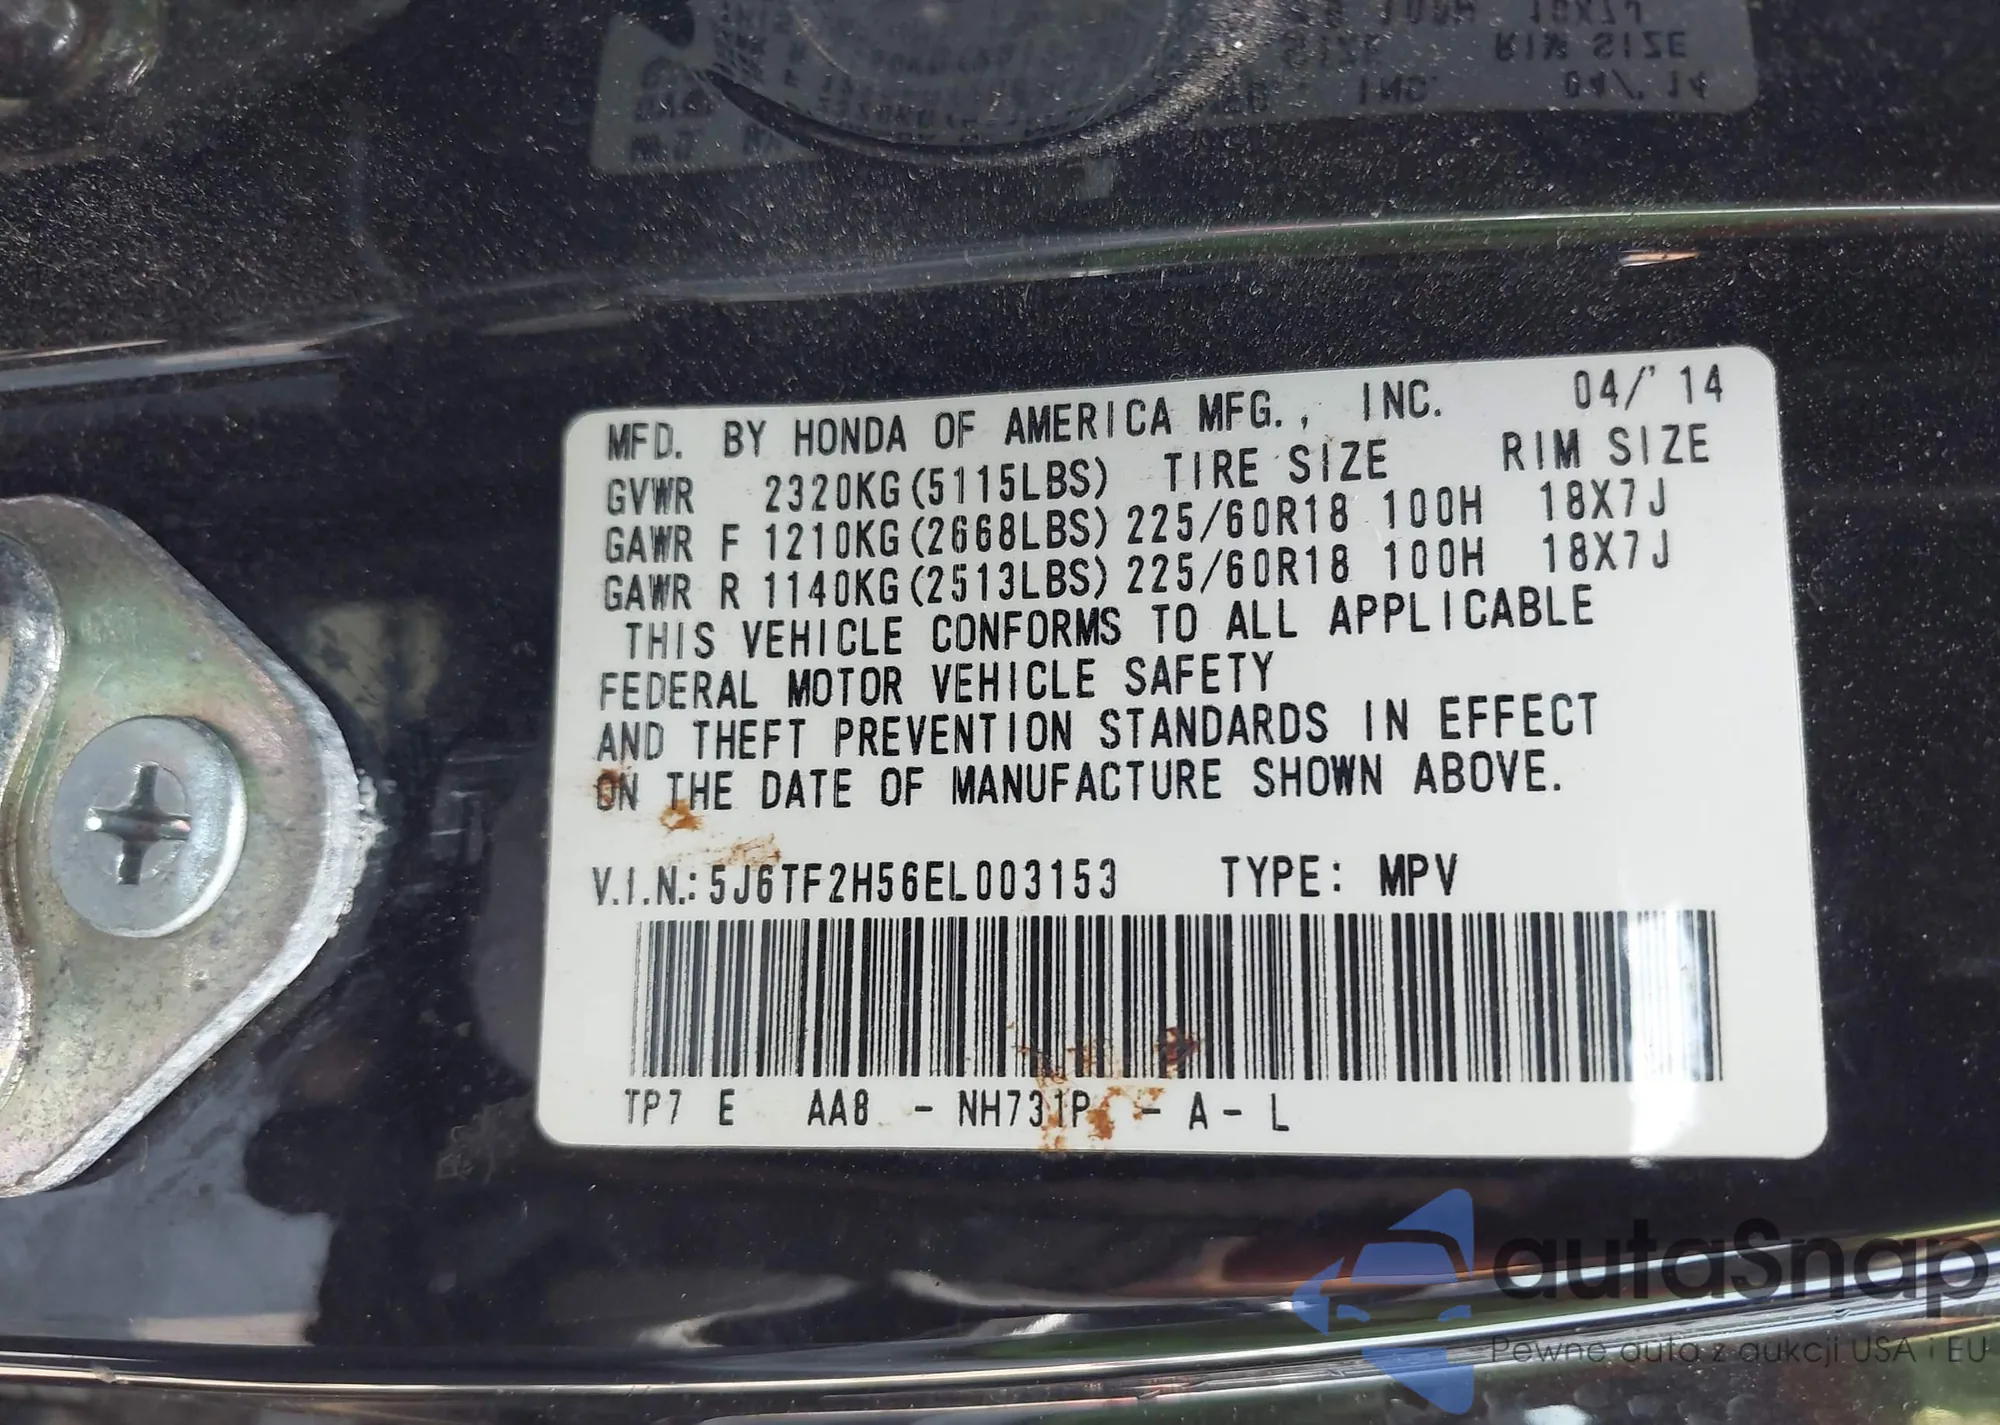 MFD. BY HONDA OF AMERICA MFG., INC. 04/'14
GVWR 2320KG(5115LBS) TIRE SIZE RIM SIZE
GAWR F 1210KG(2668LBS) 225/60R18 100H 18X7J
GAWR R 1140KG(2513LBS) 225/60R18 100H 18X7J
THIS VEHICLE CONFORMS TO ALL APPLICABLE
FEDERAL MOTOR VEHICLE SAFETY
AND THEFT PREVENTION STANDARDS IN EFFECT
ON THE DATE OF MANUFACTURE SHOWN ABOVE.
V.I.N.: 5J6TF2H56EL003153 TYPE: MPV
TP7 E AA8 - NH731P - A - L
autaSnap
Pewne auta z aukcji USA i EU